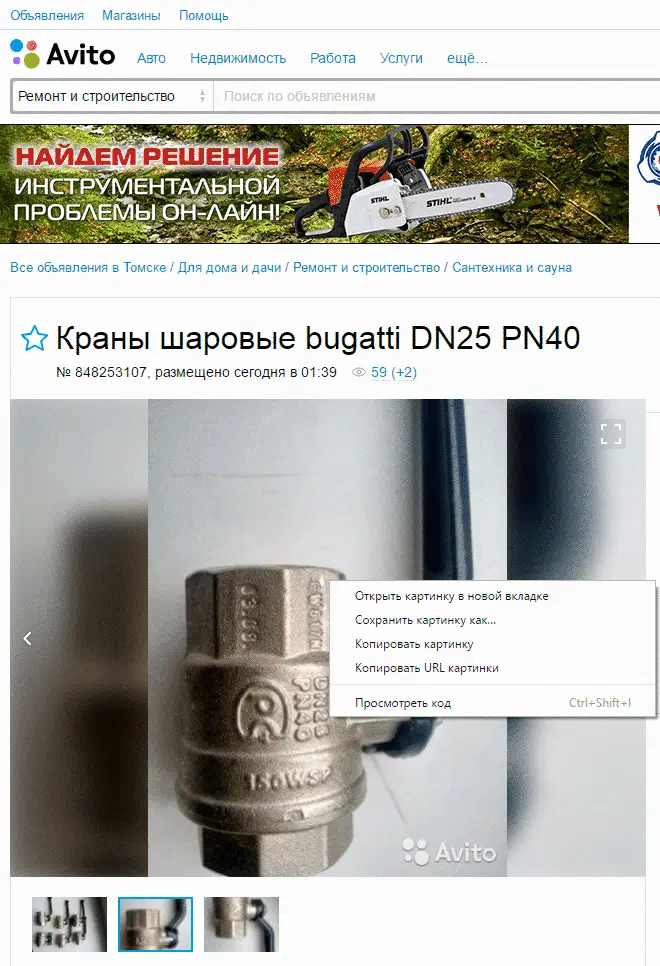 Объявления Магазины Помощь
Avito Авто Недвижимость Работа Услуги ещё...
Ремонт и строительство Поиск по объявлениям
НАЙДЕМ РЕШЕНИЕ
ИНСТРУМЕНТАЛЬНОЙ
ПРОБЛЕМЫ ОН-ЛАЙН!
STIHL
STIHL
Все объявления в Томске / Для дома и дачи / Ремонт и строительство / Сантехника и сауна
Краны шаровые bugatti DN25 PN40
№ 848253107, размещено сегодня в 01:39 59 (+2)
Открыть картинку в новой вкладке
Сохранить картинку как...
Копировать картинку
Копировать URL картинки
Просмотреть код Ctrl+Shift+I
DN25
PN40
150WSP
Avito